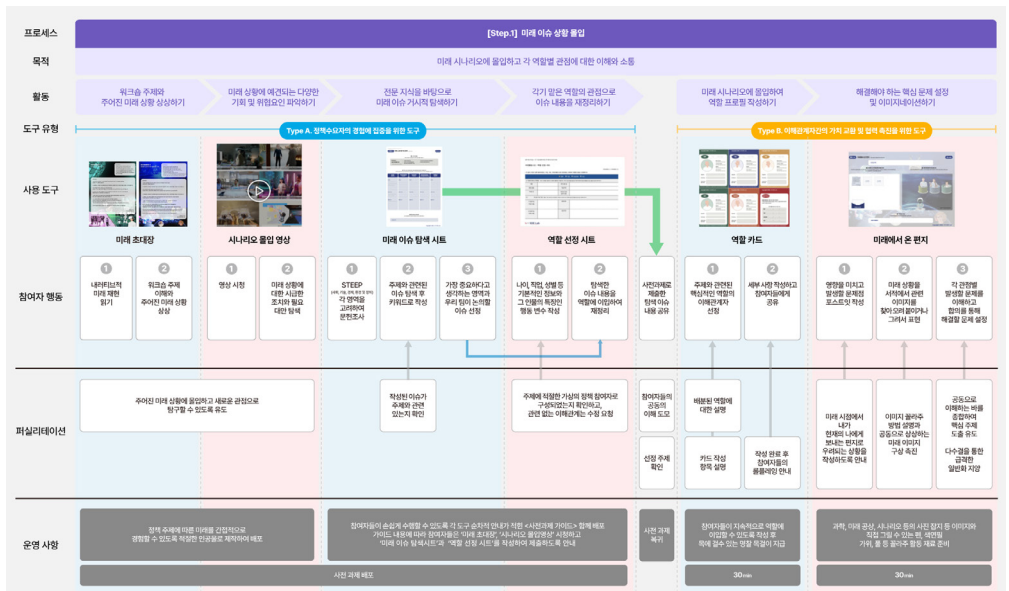 프로세스
[Step.1] 미래 이슈 상황 몰입
목적
미래 시나리오에 몰입하고 각 역할별 관점에 대한 이해와 소통
활동
워크숍 주제와
주어진 미래 상황 상상하기
미래 상황에 예견되는 다양한
기회 및 위험요인 파악하기
전문 지식을 바탕으로
미래 이슈 거시적 탐색하기
각기 맡은 역할의 관점으로
이슈 내용을 재정리하기
미래 시나리오에 몰입하여
역할 프로필 작성하기
해결해야 하는 핵심 문제 설정
및 이미지네이션하기
도구 유형
Type A. 정책수요자의 경험에 집중을 위한 도구
Type B. 이해관계자간의 가치 교환 및 협력 촉진을 위한 도구
사용 도구
미래 초대장
시나리오 몰입 영상
미래 이슈 탐색 시트
역할 선정 시트
역할 카드
미래에서 온 편지
참여자 행동
1
내러티브적
미래 재현
읽기
2
워크숍 주제
이해와
주어진 미래 상황
상상
1
영상 시청
2
미래 상황에
대한 시급한
조치와 필요
대안 탐색
1
STEEP
각 영역을
고려하여
문헌조사
2
주제와 관련된
이슈 탐색 후
키워드로 작성
3
가장 중요하다고
생각하는 영역과
우리 팀이 논의할
이슈 선정
1
나이, 직업, 성별 등
기본적인 정보와
그 인물의 특징인
행동 변수 작성
2
탐색한
이슈 내용을
역할에 이입하여
재정리
사전과제로
제출한
탐색 이슈
내용 공유
1
주제와 관련된
핵심적인 역할의
이해관계자
선정
2
세부 사항 작성하고
참여자들에게
공유
1
영향을 미치고
발생할 문제점
포스트잇 작성
2
미래 상황을
서적에서 관련
이미지를
찾아 오려 붙이거나
그려서 표현
3
각 관점별
발생할 문제를
이해하고
합의를 통해
해결할 문제 설정
퍼실리테이션
주어진 미래 상황에 몰입하고 새로운 관점으로
탐구할 수 있도록 유도
작성된 이슈가
주제와 관련
있는지 확인
주제에 적절한 가상의 정책 참여자로
구성되었는지 확인하고,
관련 없는 이해관계는 수정 요청
참여자들의
공동의
이해 도모
선정 주제
확인
배분된 역할에
대한 설명
카드 작성
항목 설명
작성 완료 후
참여자들의
롤플레잉 안내
미래 시점에서
내가
현재의 나에게
보내는 편지로
우려되는 상황을
작성하도록 안내
이미지 꼴라주
방법 설명과
공동으로 상상하는
미래 이미지
구상 촉진
공동으로
이해하는 바를
종합하여
핵심 주제
도출 유도
다수결을 통한
급격한
일반화 지양
운영 사항
정책 주제에 따른 미래를 간접적으로
경험할 수 있도록 적절한 인공물로 제작하여 배포
참여자들이 손쉽게 수행할 수 있도록 각 도구 순차적 안내가 적힌 <사전과제 가이드> 함께 배포
가이드 내용에 따라 참여자들은 '미래 초대장', '시나리오 몰입영상' 시청하고
'미래 이슈 탐색시트'과 '역할 선정 시트'를 작성하여 제출하도록 안내
사전 과제
복기
참여자들이 지속적으로 역할에
이입할 수 있도록 작성 후
목에 걸수 있는 명찰 목걸이 지급
과학, 미래 공상, 시나리오 등의 사진 잡지 등 이미지와
직접 그릴 수 있는 펜, 색연필
가위, 풀 등 꼴라주 활동 재료 준비
사전 과제 배포
30min
30min